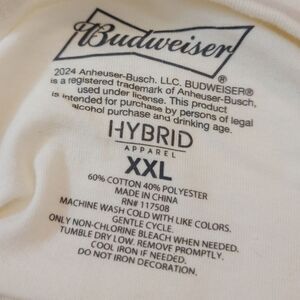 Budweiser®
2024 Anheuser-Busch. LLC, BUDWEISER®
is a registered trademark of Anheuser-Busch,
used under license. This product
is intended for purchase by persons of legal
alcohol purchase and drinking age.
HYBRID
APPAREL
XXL
60% COTTON 40% POLYESTER
MADE IN CHINA
RN# 117508
MACHINE WASH COLD WITH LIKE COLORS.
GENTLE CYCLE.
ONLY NON-CHLORINE BLEACH WHEN NEEDED.
TUMBLE DRY LOW. REMOVE PROMPTLY.
COOL IRON IF NEEDED.
DO NOT IRON DECORATION.